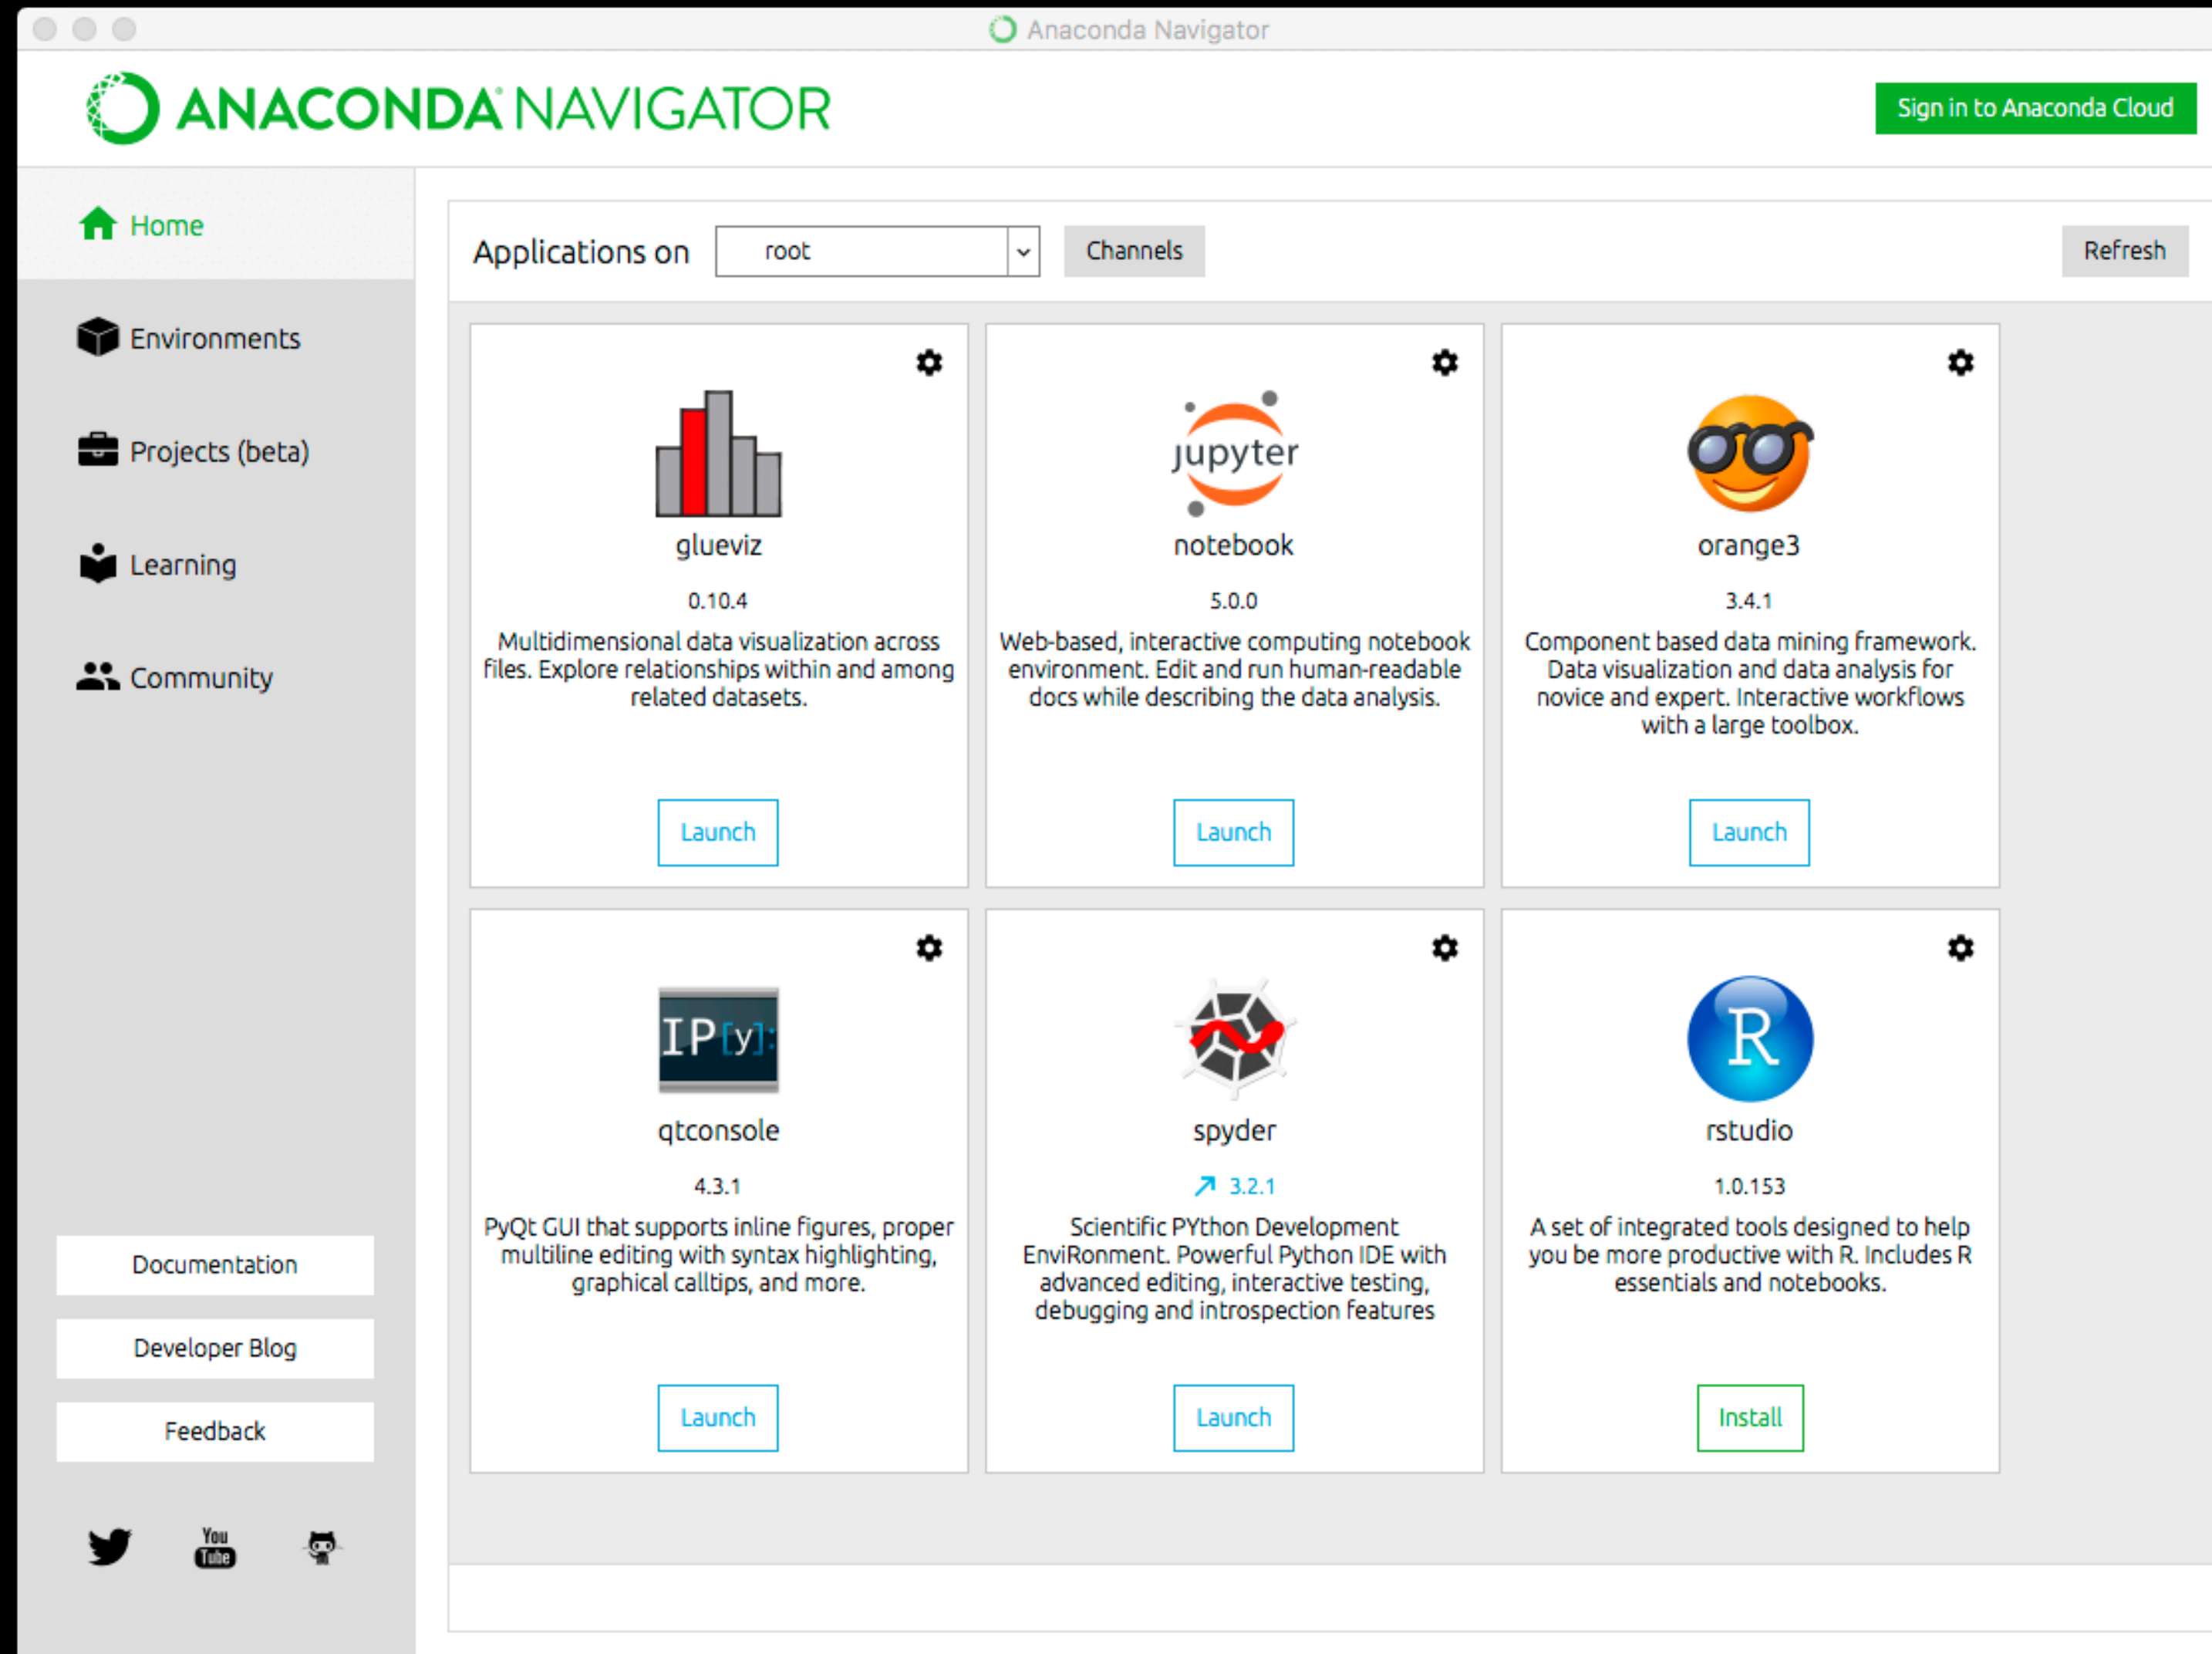 Anaconda Navigator
ANACONDA NAVIGATOR
Sign in to Anaconda Cloud
Home
Environments
Projects (beta)
Learning
Community
Documentation
Developer Blog
Feedback
You
Tube
Applications on
root
Channels
Refresh
glueviz
0.10.4
Multidimensional data visualization across
files. Explore relationships within and among
related datasets.
Launch
jupyter
notebook
5.0.0
Web-based, interactive computing notebook
environment. Edit and run human-readable
docs while describing the data analysis.
Launch
orange3
3.4.1
Component based data mining framework.
Data visualization and data analysis for
novice and expert. Interactive workflows
with a large toolbox.
Launch
IP[y]:
qtconsole
4.3.1
PyQt GUI that supports inline figures, proper
multiline editing with syntax highlighting,
graphical calltips, and more.
Launch
spyder
3.2.1
Scientific PYthon Development
EnviRonment. Powerful Python IDE with
advanced editing, interactive testing,
debugging and introspection features
Launch
R
rstudio
1.0.153
A set of integrated tools designed to help
you be more productive with R. Includes R
essentials and notebooks.
Install